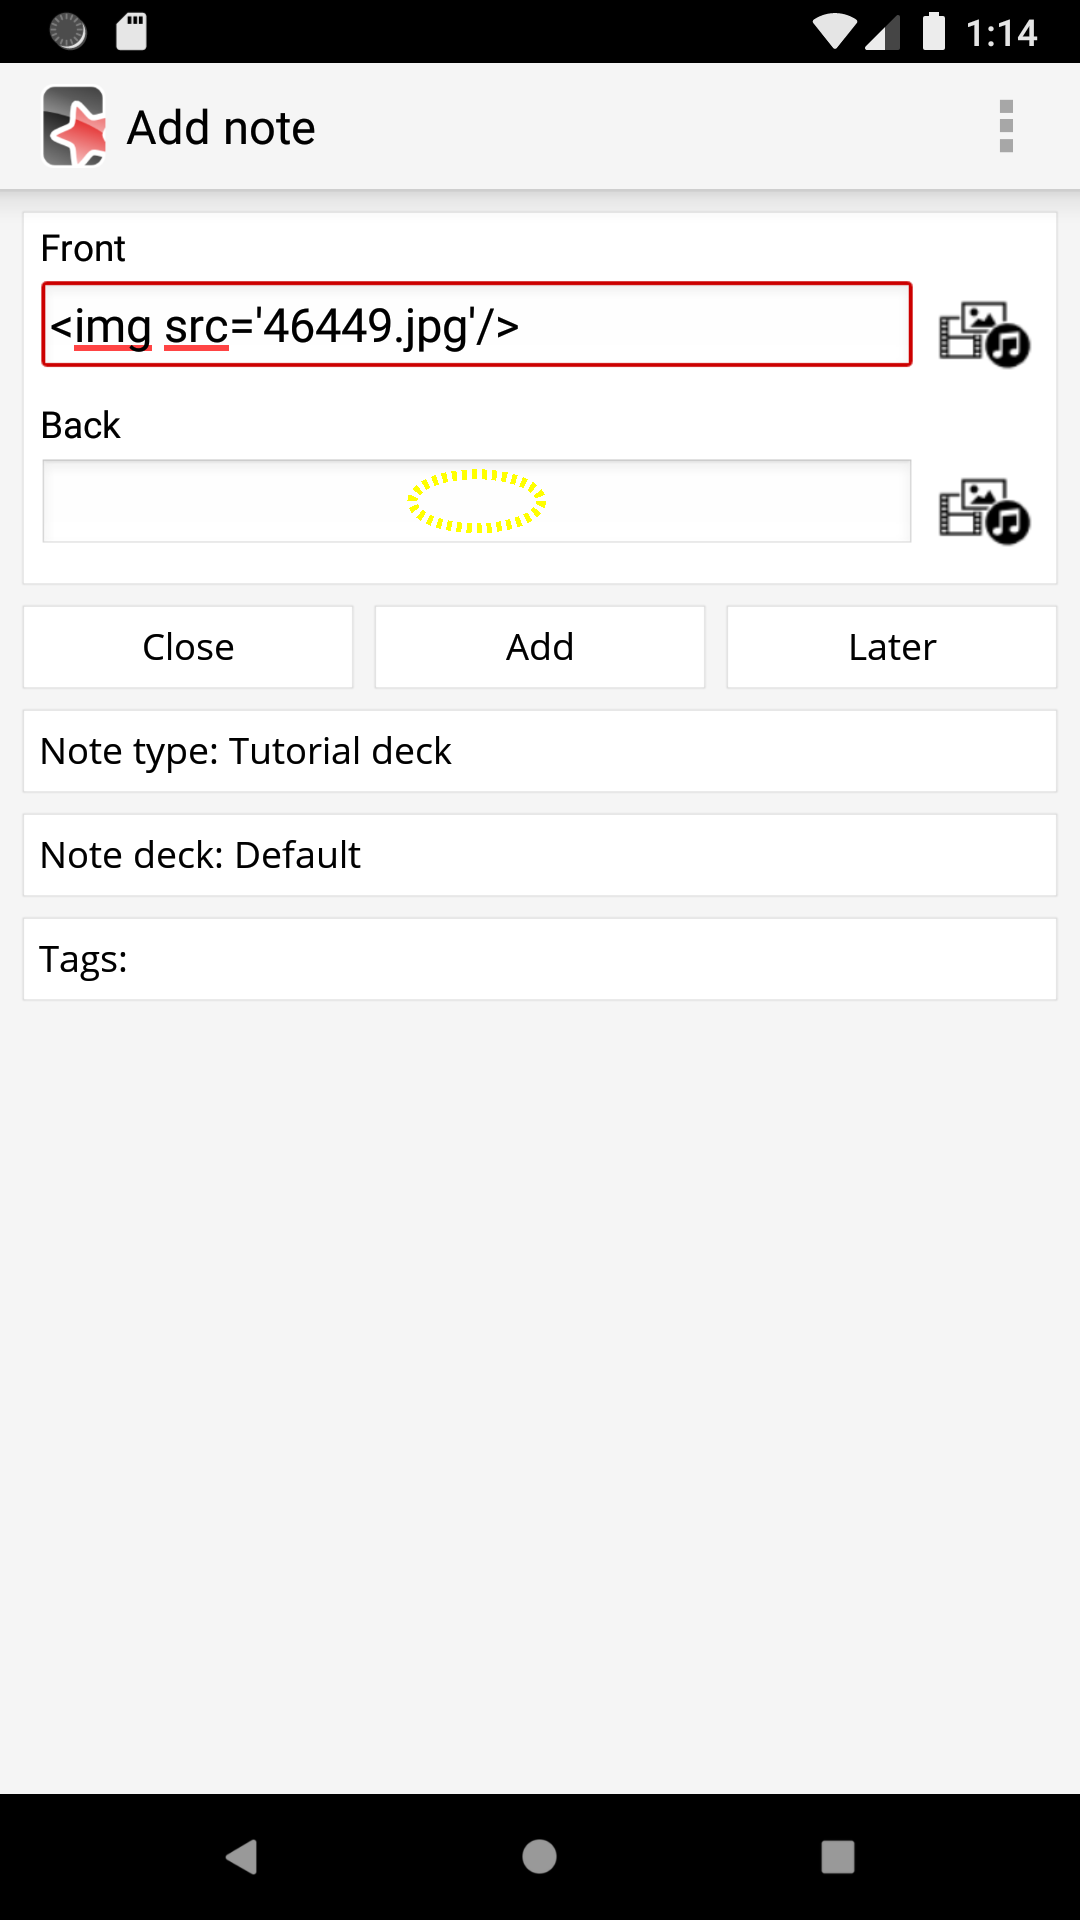 1:14
Add note
Front
<img src='46449.jpg'/>
Back
Close Add Later
Note type: Tutorial deck
Note deck: Default
Tags: